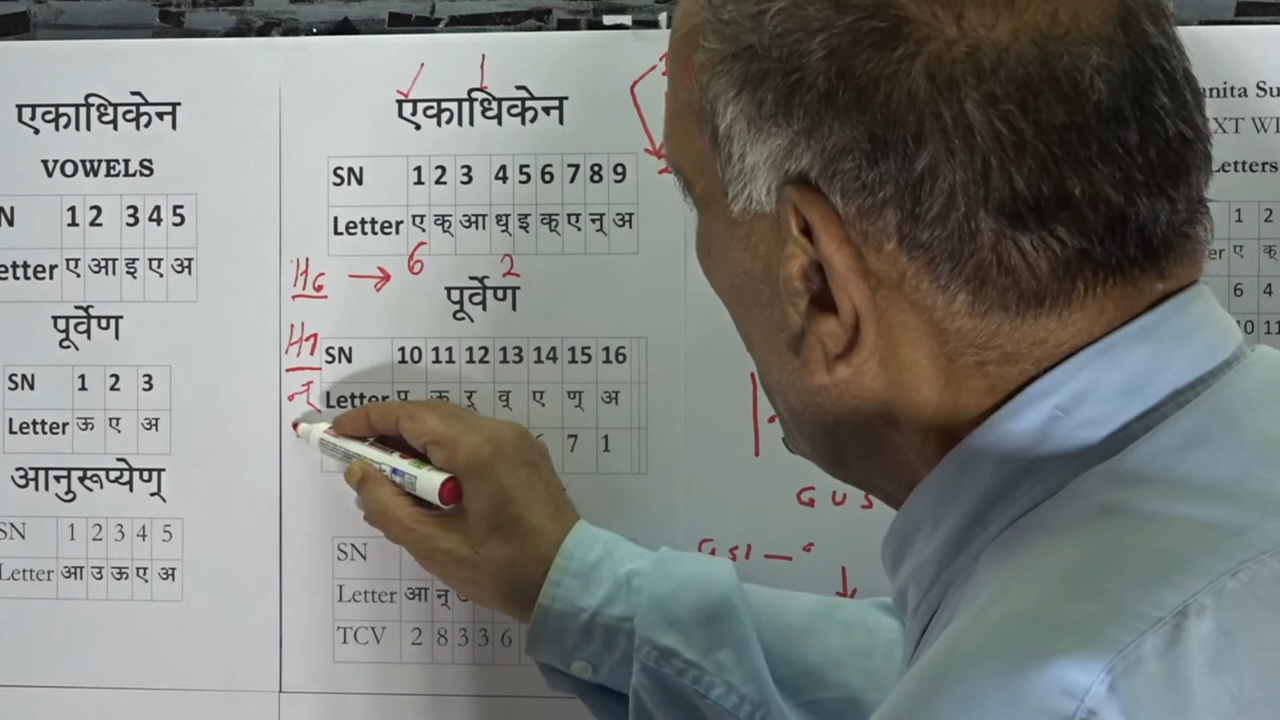 एकाधिकेन
VOWELS
N 1 2 3 4 5
etter ए आ इ ए अ
पूर्वेण
SN 1 2 3
Letter ऊ ए अ
आनुरूप्येण्
SN 1 2 3 4 5
Letter आ उ ऊ ए अ
एकाधिकेन
SN 1 2 3 4 5 6 7 8 9
Letter ए क् आ ध् इ क् ए न् अ
H6 → 6 2
पूर्वेण
H7
SN 10 11 12 13 14 15 16
न्
Letter प् ऊ र् व् ए ण् अ
7 1
SN
Letter आ न्
TCV 2 8 3 3 6
G U S
GSI –
nita Su
XT WI
Letters
1 2
er ए क्
6 4
10 11